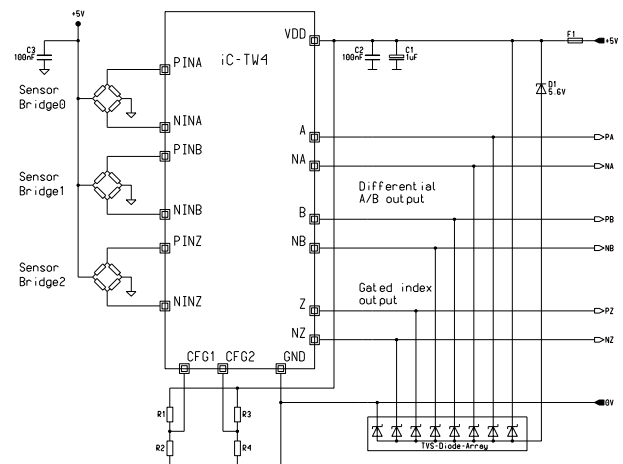 +5V
C3
100nF
VDD
iC-TW4
C2
100nF
C1
1uF
F1
+5V
PINA
Sensor
Bridge0
NINA
D1
5.6V
A
PA
PINB
NA
NA
Sensor
Bridge1
Differential
A/B output
NINB
B
PB
PINZ
NB
NB
Sensor
Bridge2
Gated index
output
NINZ
Z
PZ
NZ
NZ
CFG1
CFG2
GND
0V
R1
R3
R2
R4
TVS-Diode-Array